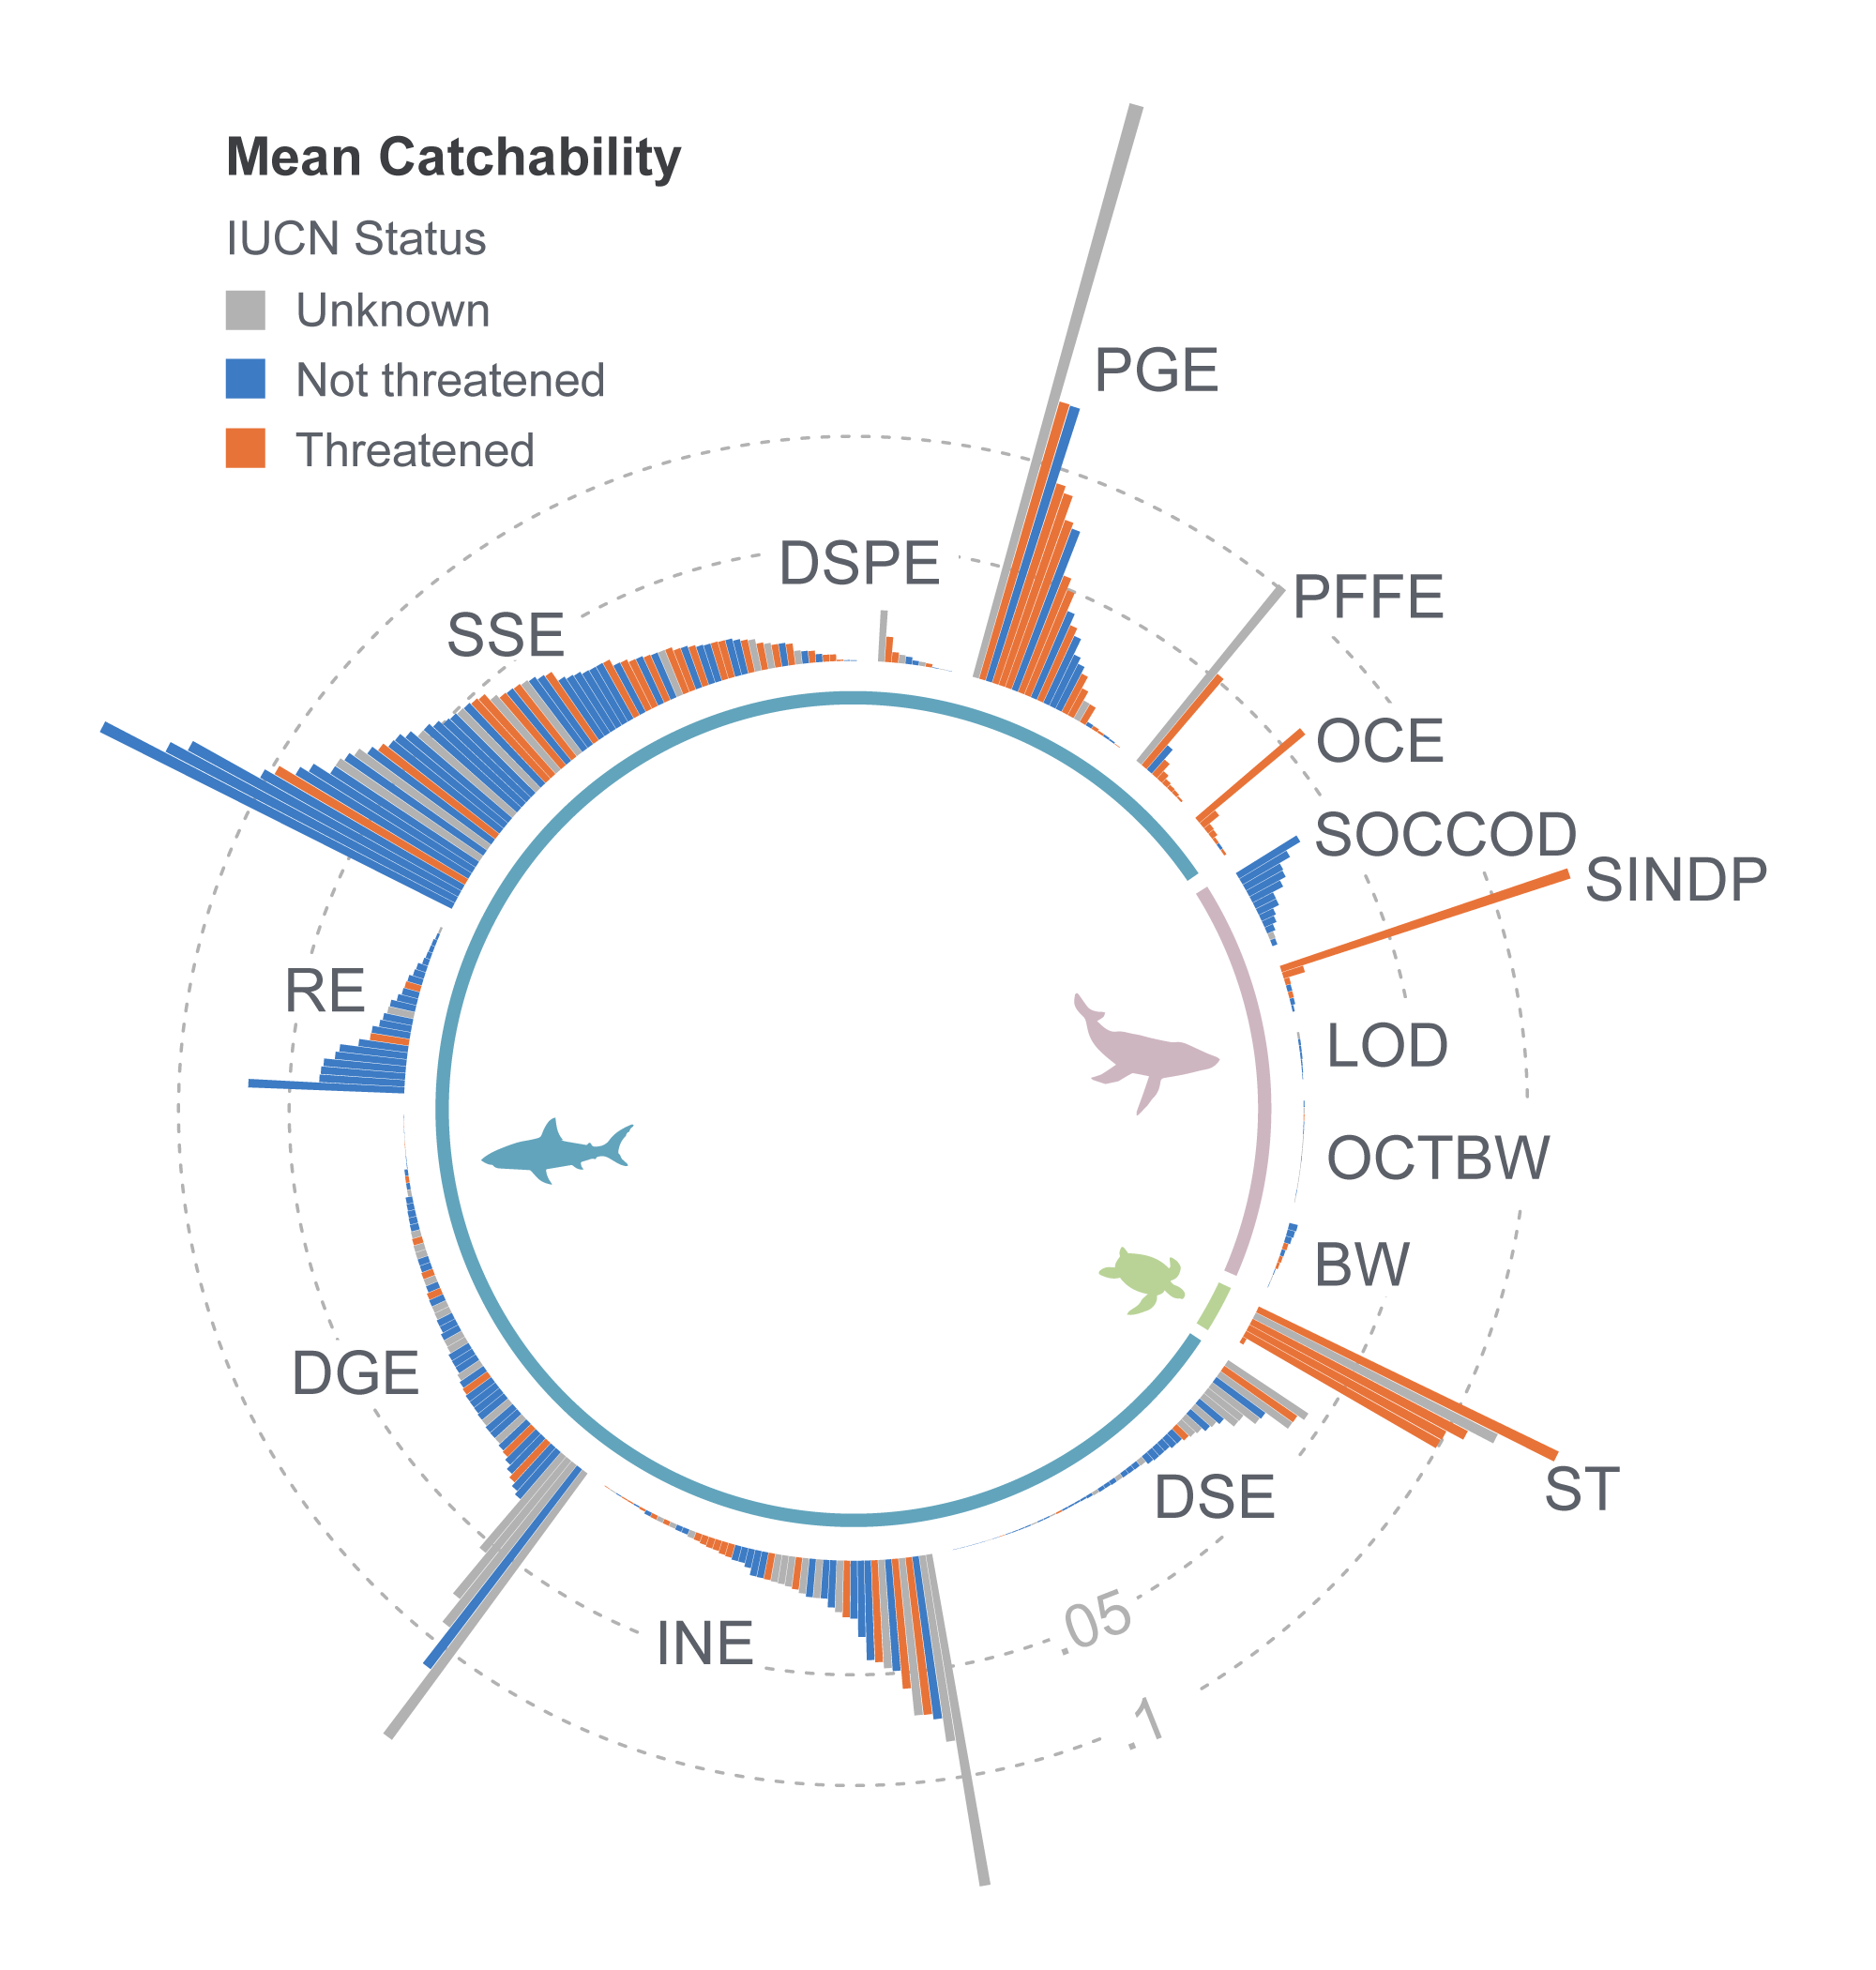 Mean Catchability
IUCN Status
Unknown
Not threatened
Threatened
PGE
DSPE
PFFE
SSE
OCE
SOCCOD
SINDP
RE
LOD
OCTBW
BW
DGE
ST
DSE
.05
INE
.1